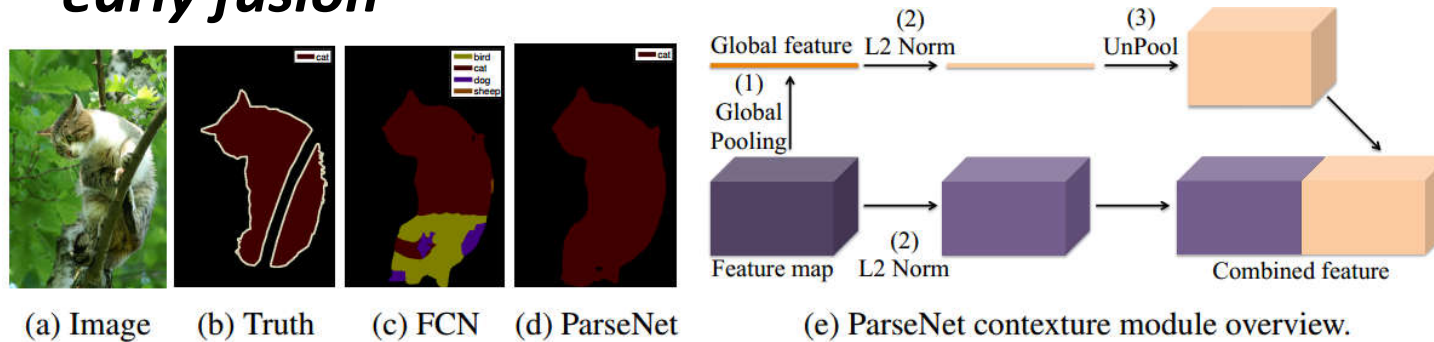 early fusion
cat
bird
cat
dog
sheep
cat
(a) Image
(b) Truth
(c) FCN
(d) ParseNet
Global feature
(2)
L2 Norm
(3)
UnPool
(1)
Global
Pooling
Feature map
(2)
L2 Norm
Combined feature
(e) ParseNet contexture module overview.